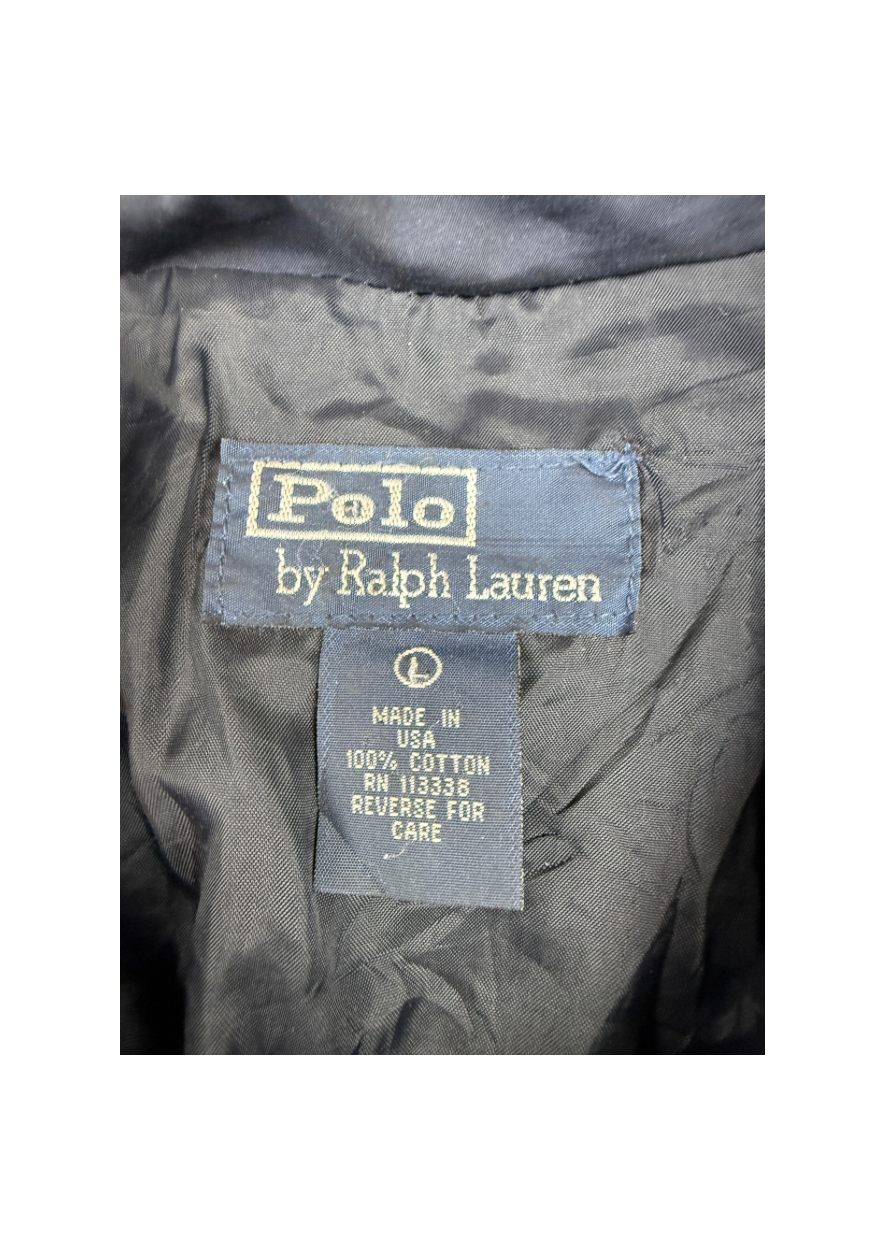 Polo
by Ralph Lauren
L
MADE IN
USA
100% COTTON
RN 113338
REVERSE FOR
CARE